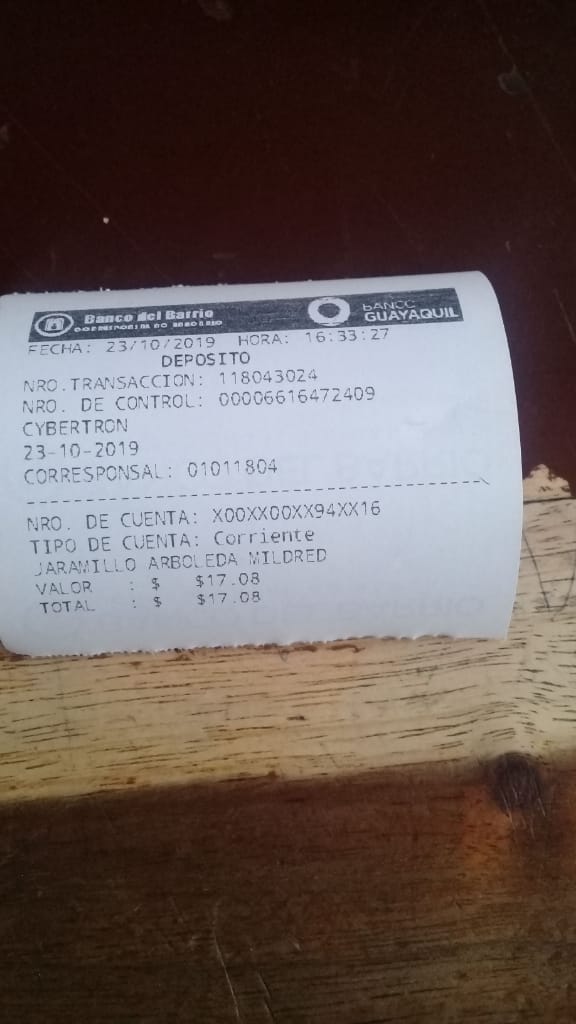 Banco del Barrio
BANCO
GUAYAQUIL
FECHA: 23/10/2019 HORA: 16:33:27
DEPOSITO
NRO.TRANSACCION: 118043024
NRO. DE CONTROL: 00006616472409
CYBERTRON
23-10-2019
CORRESPONSAL: 01011804
NRO. DE CUENTA: X00XX00XX94XX16
TIPO DE CUENTA: Corriente
JARAMILLO ARBOLEDA MILDRED
VALOR : $ $17.08
TOTAL : $ $17.08